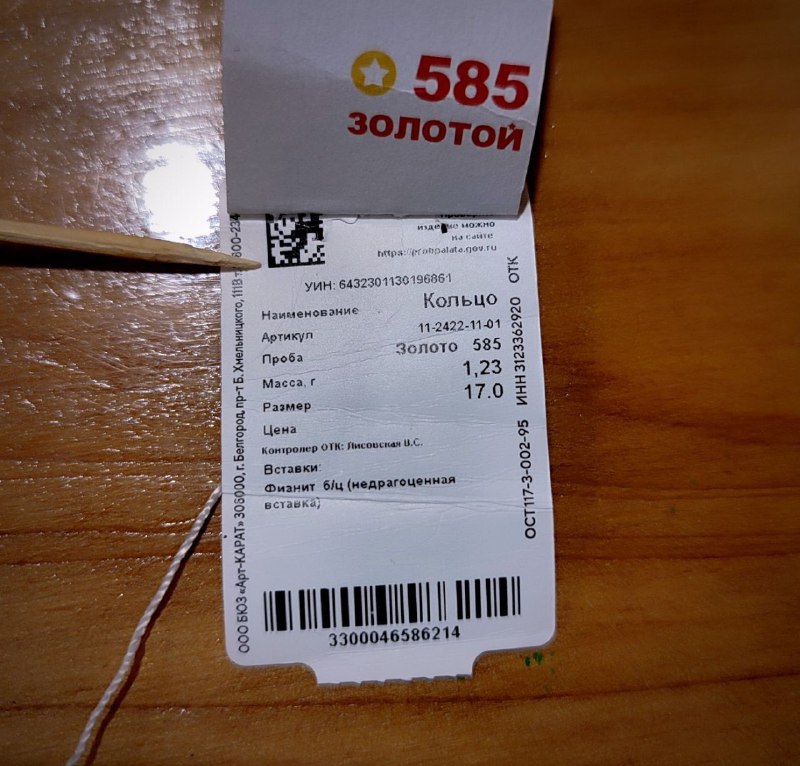 585
ЗОЛОТОЙ
изделие можно
на сайте
https://probpalata.gov.ru
УИН: 6432301130196861
Наименование Кольцо
Артикул 11-2422-11-01
Проба Золото 585
Масса, г 1,23
Размер 17.0
Цена
Контролер ОТК: Лисовская В.С.
Вставки:
Фианит б/ц (недрагоценная
вставка)
3300046586214
ООО БЮЗ «Арт-КАРАТ» 308000, г. Белгород, пр-т Б. Хмельницкого, 111В
ОСТ117-3-002-95 ИНН 3123362920 ОТК